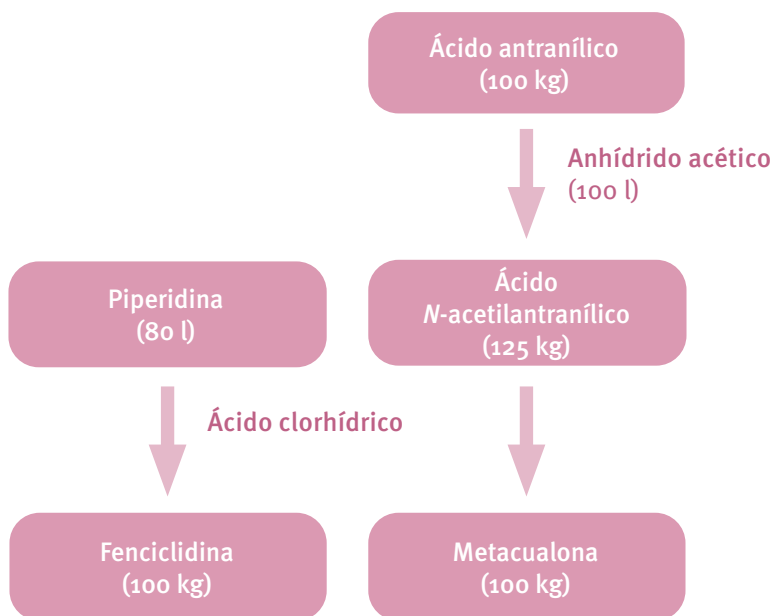 Ácido antranílico
(100 kg)
Anhídrido acético
(100 l)
Piperidina
(80 l)
Ácido
N-acetilantranílico
(125 kg)
Ácido clorhídrico
Fenciclidina
(100 kg)
Metacualona
(100 kg)